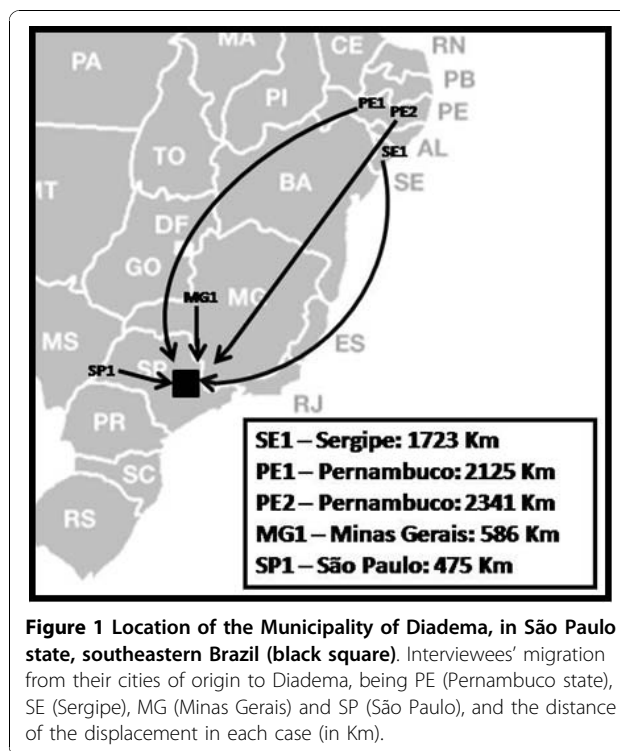 PA
MA
CE
RN
PB
PI
PE1
PE2
PE
TO
SE1
AL
BA
SE
MT
DF
GO
MG
MG1
MS
ES
SP1
SP
RJ
PR
SC
RS
SE1 – Sergipe: 1723 Km
PE1 – Pernambuco: 2125 Km
PE2 – Pernambuco: 2341 Km
MG1 – Minas Gerais: 586 Km
SP1 – São Paulo: 475 Km
Figure 1 Location of the Municipality of Diadema, in São Paulo
state, southeastern Brazil (black square). Interviewees' migration
from their cities of origin to Diadema, being PE (Pernambuco state),
SE (Sergipe), MG (Minas Gerais) and SP (São Paulo), and the distance
of the displacement in each case (in Km).